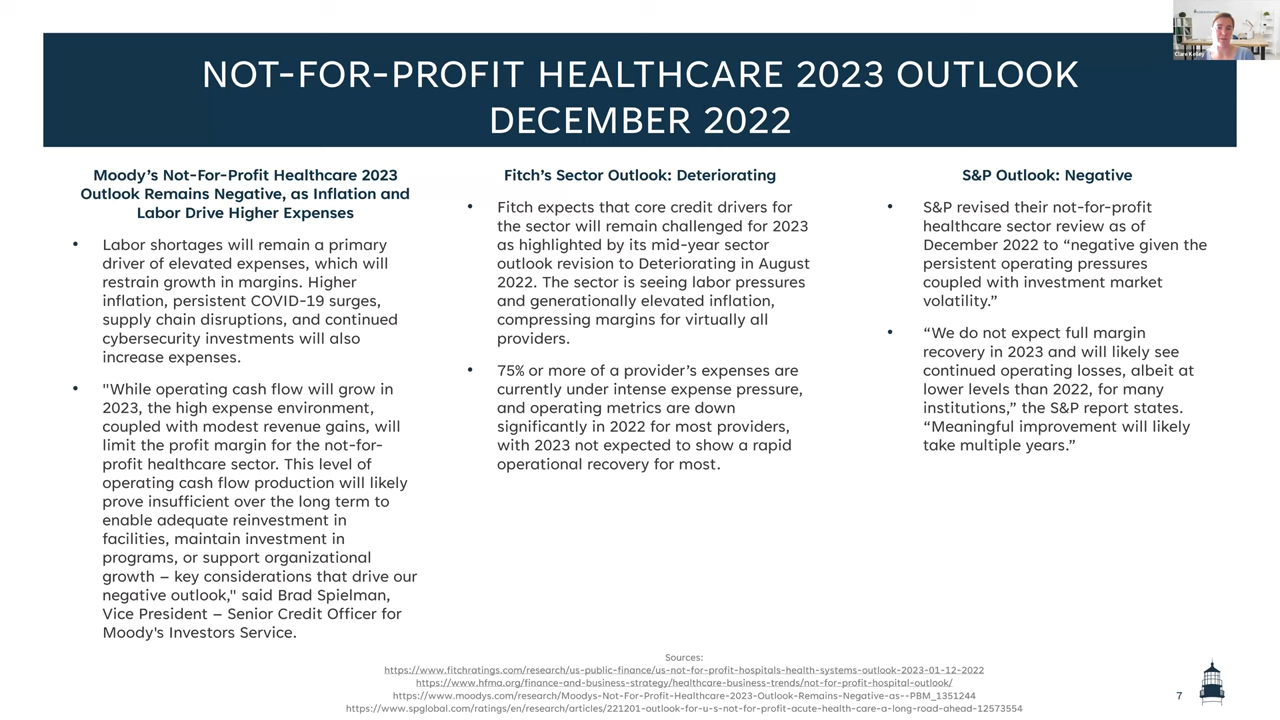 NOT-FOR-PROFIT HEALTHCARE 2023 OUTLOOK
DECEMBER 2022
Clare Kelley
Moody’s Not-For-Profit Healthcare 2023
Outlook Remains Negative, as Inflation and
Labor Drive Higher Expenses
• Labor shortages will remain a primary
driver of elevated expenses, which will
restrain growth in margins. Higher
inflation, persistent COVID-19 surges,
supply chain disruptions, and continued
cybersecurity investments will also
increase expenses.
• "While operating cash flow will grow in
2023, the high expense environment,
coupled with modest revenue gains, will
limit the profit margin for the not-for-
profit healthcare sector. This level of
operating cash flow production will likely
prove insufficient over the long term to
enable adequate reinvestment in
facilities, maintain investment in
programs, or support organizational
growth – key considerations that drive our
negative outlook," said Brad Spielman,
Vice President – Senior Credit Officer for
Moody's Investors Service.
Fitch’s Sector Outlook: Deteriorating
• Fitch expects that core credit drivers for
the sector will remain challenged for 2023
as highlighted by its mid-year sector
outlook revision to Deteriorating in August
2022. The sector is seeing labor pressures
and generationally elevated inflation,
compressing margins for virtually all
providers.
• 75% or more of a provider’s expenses are
currently under intense expense pressure,
and operating metrics are down
significantly in 2022 for most providers,
with 2023 not expected to show a rapid
operational recovery for most.
S&P Outlook: Negative
• S&P revised their not-for-profit
healthcare sector review as of
December 2022 to “negative given the
persistent operating pressures
coupled with investment market
volatility.”
• “We do not expect full margin
recovery in 2023 and will likely see
continued operating losses, albeit at
lower levels than 2022, for many
institutions,” the S&P report states.
“Meaningful improvement will likely
take multiple years.”
Sources:
https://www.fitchratings.com/research/us-public-finance/us-not-for-profit-hospitals-health-systems-outlook-2023-01-12-2022
https://www.hfma.org/finance-and-business-strategy/healthcare-business-trends/not-for-profit-hospital-outlook/
https://www.moodys.com/research/Moodys-Not-For-Profit-Healthcare-2023-Outlook-Remains-Negative-as--PBM_1351244
https://www.spglobal.com/ratings/en/research/articles/221201-outlook-for-u-s-not-for-profit-acute-health-care-a-long-road-ahead-12573554
7